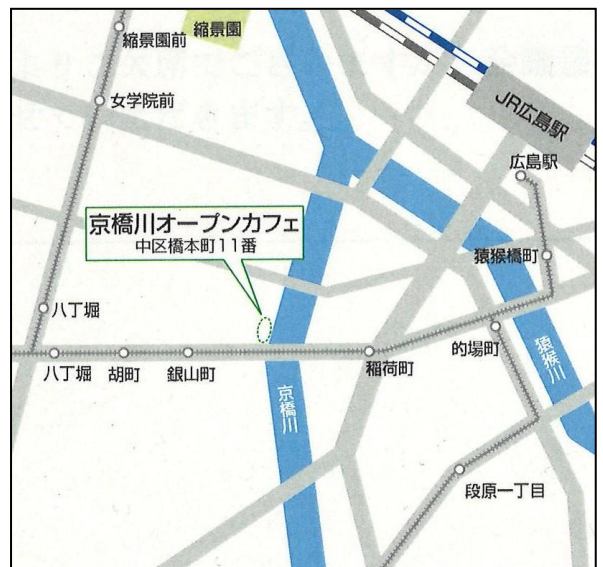 縮景園前
縮景園
女学院前
JR広島駅
広島駅
京橋川オープンカフェ
中区橋本町11番
猿猴橋町
八丁堀
的場町
猿猴川
八丁堀
胡町
銀山町
稲荷町
京橋川
段原一丁目